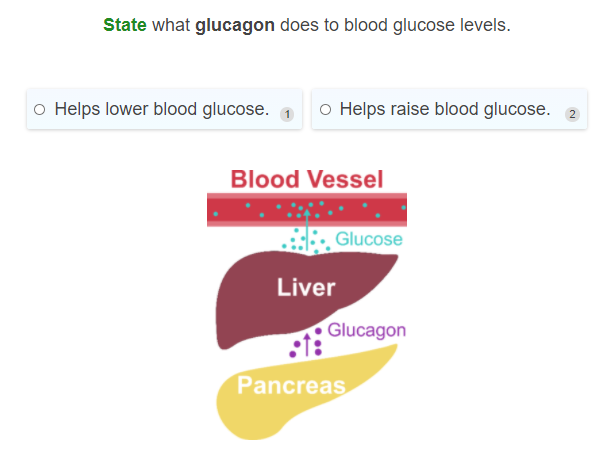 State what glucagon does to blood glucose levels.
Helps lower blood glucose. 1
Helps raise blood glucose. 2
Blood Vessel
Glucose
Liver
Glucagon
Pancreas